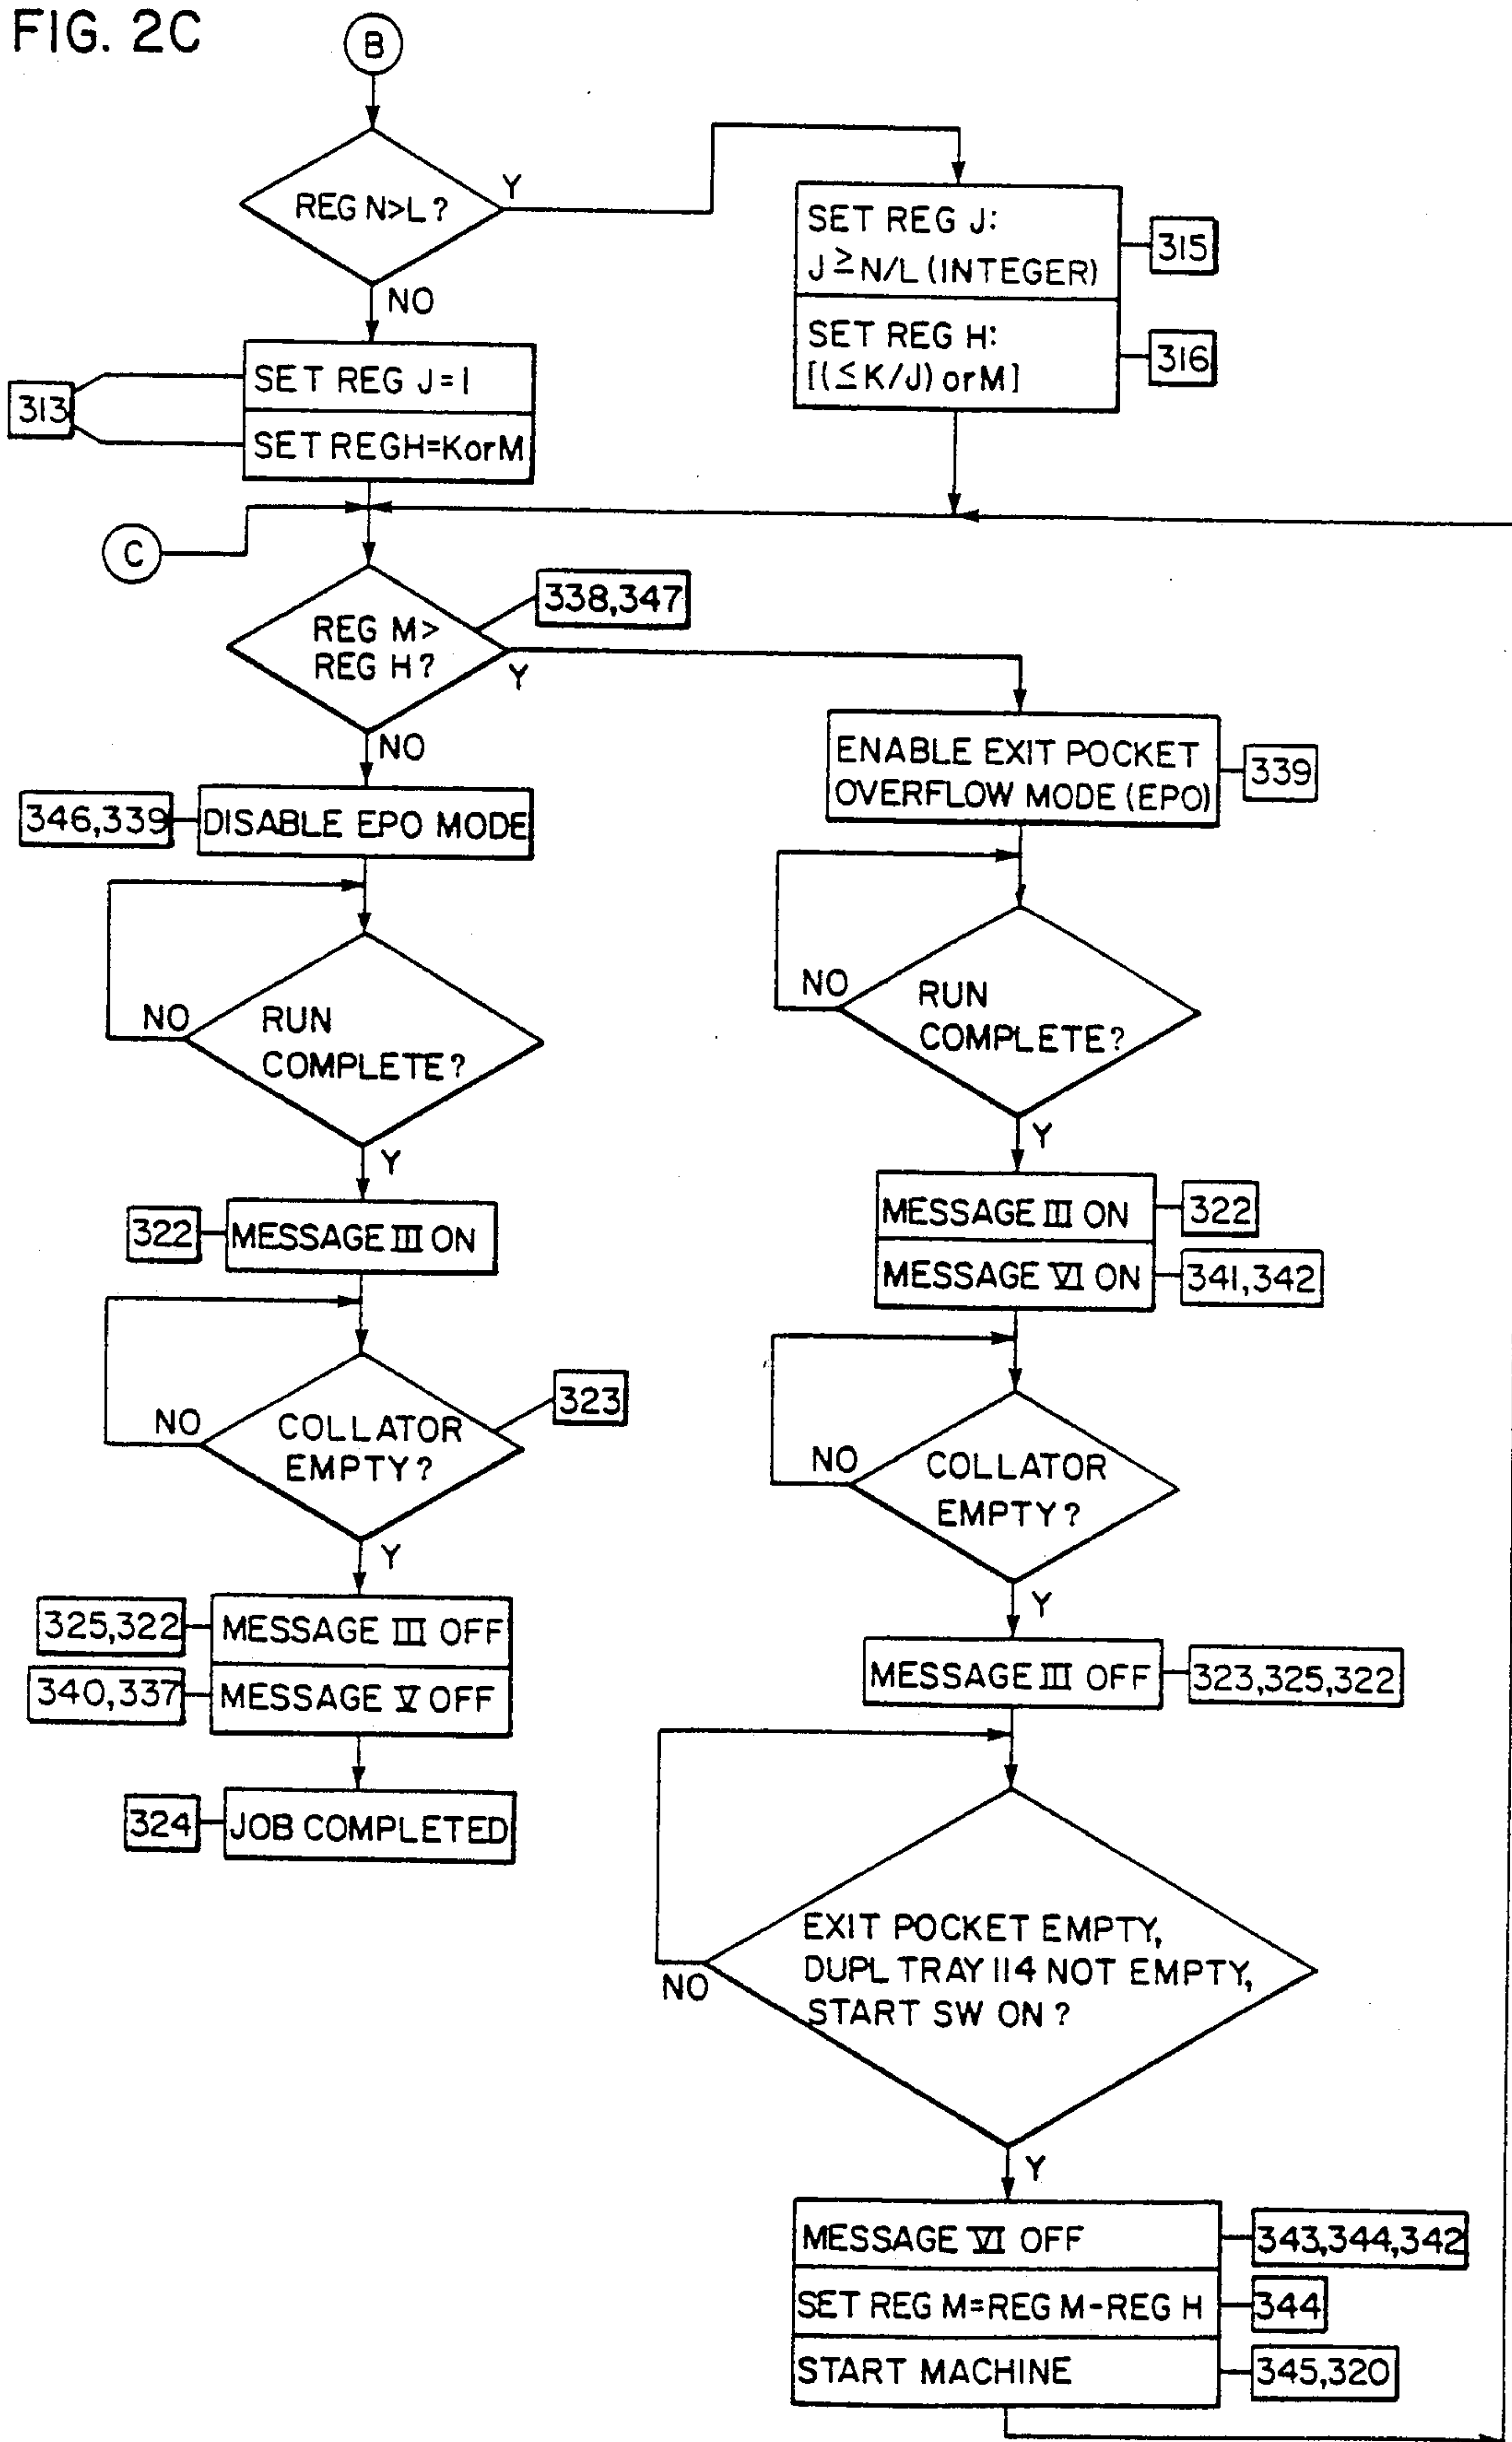 FIG. 2C
B
REG N>L?
Y
NO
SET REG J:
J≥N/L (INTEGER)
315
SET REG H:
[(≤K/J) or M]
316
313
SET REG J=1
SET REG H=K or M
C
REG M>
REG H?
338,347
Y
NO
ENABLE EXIT POCKET
OVERFLOW MODE (EPO)
339
346,339
DISABLE EPO MODE
NO
RUN
COMPLETE?
Y
NO
RUN
COMPLETE?
Y
322
MESSAGE III ON
MESSAGE III ON
322
MESSAGE VI ON
341,342
NO
COLLATOR
EMPTY?
323
Y
NO
COLLATOR
EMPTY?
Y
325,322
MESSAGE III OFF
340,337
MESSAGE V OFF
MESSAGE III OFF
323,325,322
324
JOB COMPLETED
NO
EXIT POCKET EMPTY,
DUPL TRAY 114 NOT EMPTY,
START SW ON?
Y
MESSAGE VI OFF
343,344,342
SET REG M=REG M-REG H
344
START MACHINE
345,320